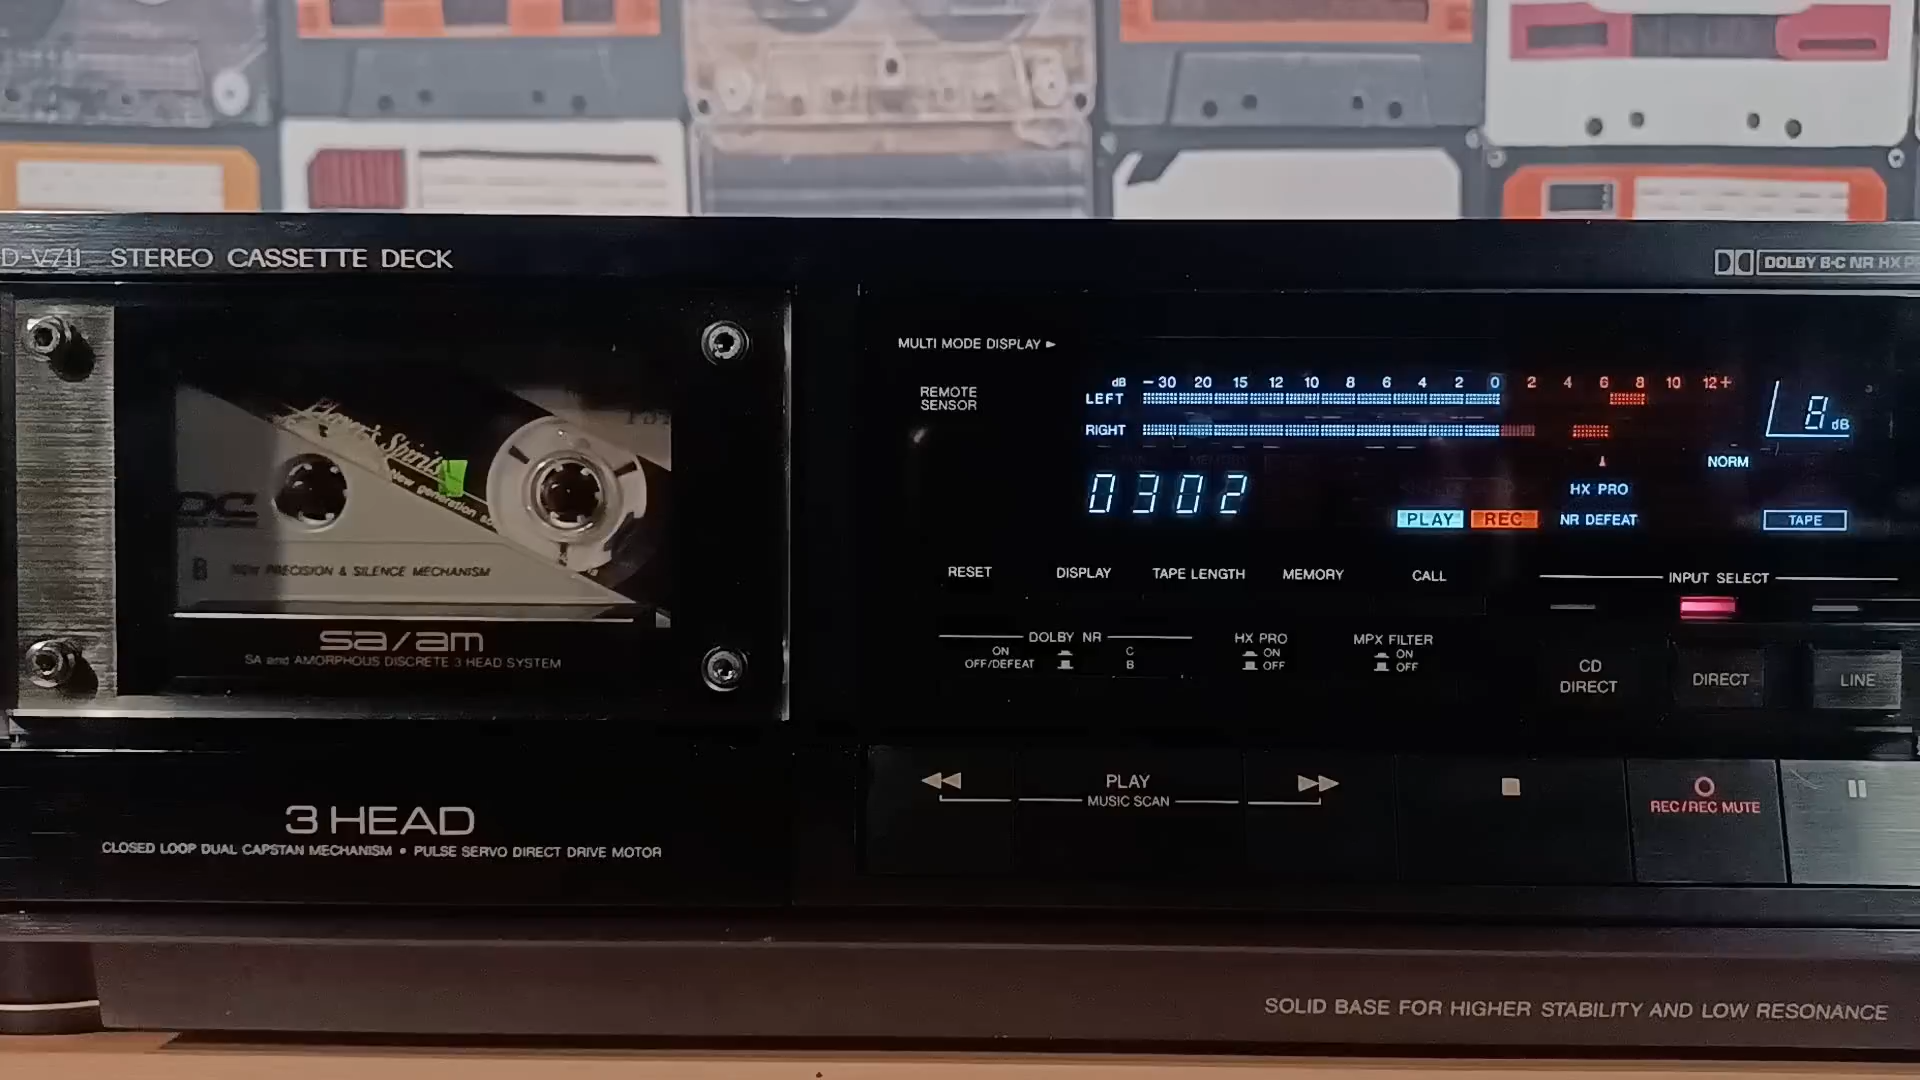 D-V711 STEREO CASSETTE DECK
DOLBY B-C NR HX P
MULTI MODE DISPLAY
REMOTE
SENSOR
dB – 30 20 15 12 10 8 6 4 2 0 2 4 6 8 10 12+
LEFT
RIGHT
8 dB
NORM
0302
HX PRO
PLAY REC NR DEFEAT TAPE
New generation
PRECISION & SILENCE MECHANISM
RESET DISPLAY TAPE LENGTH MEMORY CALL
INPUT SELECT
sa/am
SA and AMORPHOUS DISCRETE 3 HEAD SYSTEM
DOLBY NR
ON
OFF/DEFEAT
C
B
HX PRO
ON
OFF
MPX FILTER
ON
OFF
CD
DIRECT
DIRECT
LINE
PLAY
MUSIC SCAN
REC/REC MUTE
3 HEAD
CLOSED LOOP DUAL CAPSTAN MECHANISM • PULSE SERVO DIRECT DRIVE MOTOR
SOLID BASE FOR HIGHER STABILITY AND LOW RESONANCE